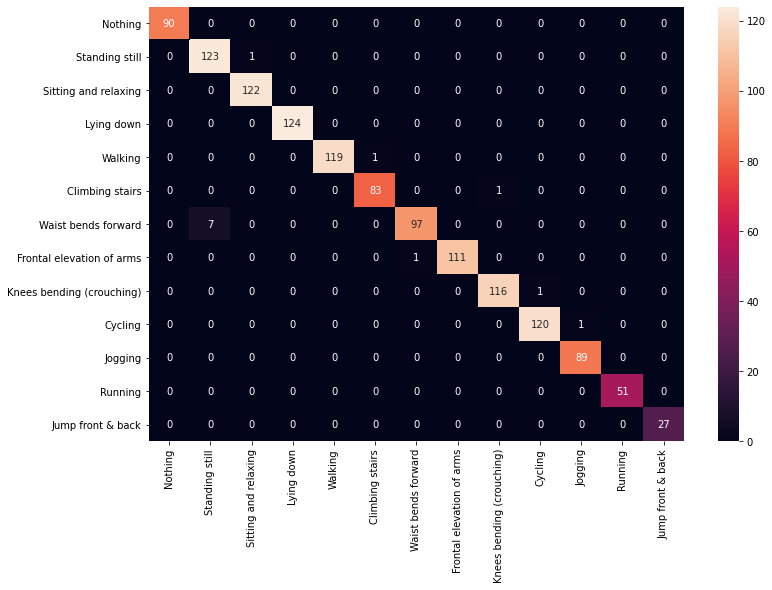 Nothing 90 0 0 0 0 0 0 0 0 0 0 0 0
Standing still 0 123 1 0 0 0 0 0 0 0 0 0 0
Sitting and relaxing 0 0 122 0 0 0 0 0 0 0 0 0 0
Lying down 0 0 0 124 0 0 0 0 0 0 0 0 0
Walking 0 0 0 0 119 1 0 0 0 0 0 0 0
Climbing stairs 0 0 0 0 0 83 0 0 1 0 0 0 0
Waist bends forward 0 7 0 0 0 0 97 0 0 0 0 0 0
Frontal elevation of arms 0 0 0 0 0 0 1 111 0 0 0 0 0
Knees bending (crouching) 0 0 0 0 0 0 0 0 116 1 0 0 0
Cycling 0 0 0 0 0 0 0 0 0 120 1 0 0
Jogging 0 0 0 0 0 0 0 0 0 0 89 0 0
Running 0 0 0 0 0 0 0 0 0 0 0 51 0
Jump front & back 0 0 0 0 0 0 0 0 0 0 0 0 27
Nothing
Standing still
Sitting and relaxing
Lying down
Walking
Climbing stairs
Waist bends forward
Frontal elevation of arms
Knees bending (crouching)
Cycling
Jogging
Running
Jump front & back
120
100
80
60
40
20
0